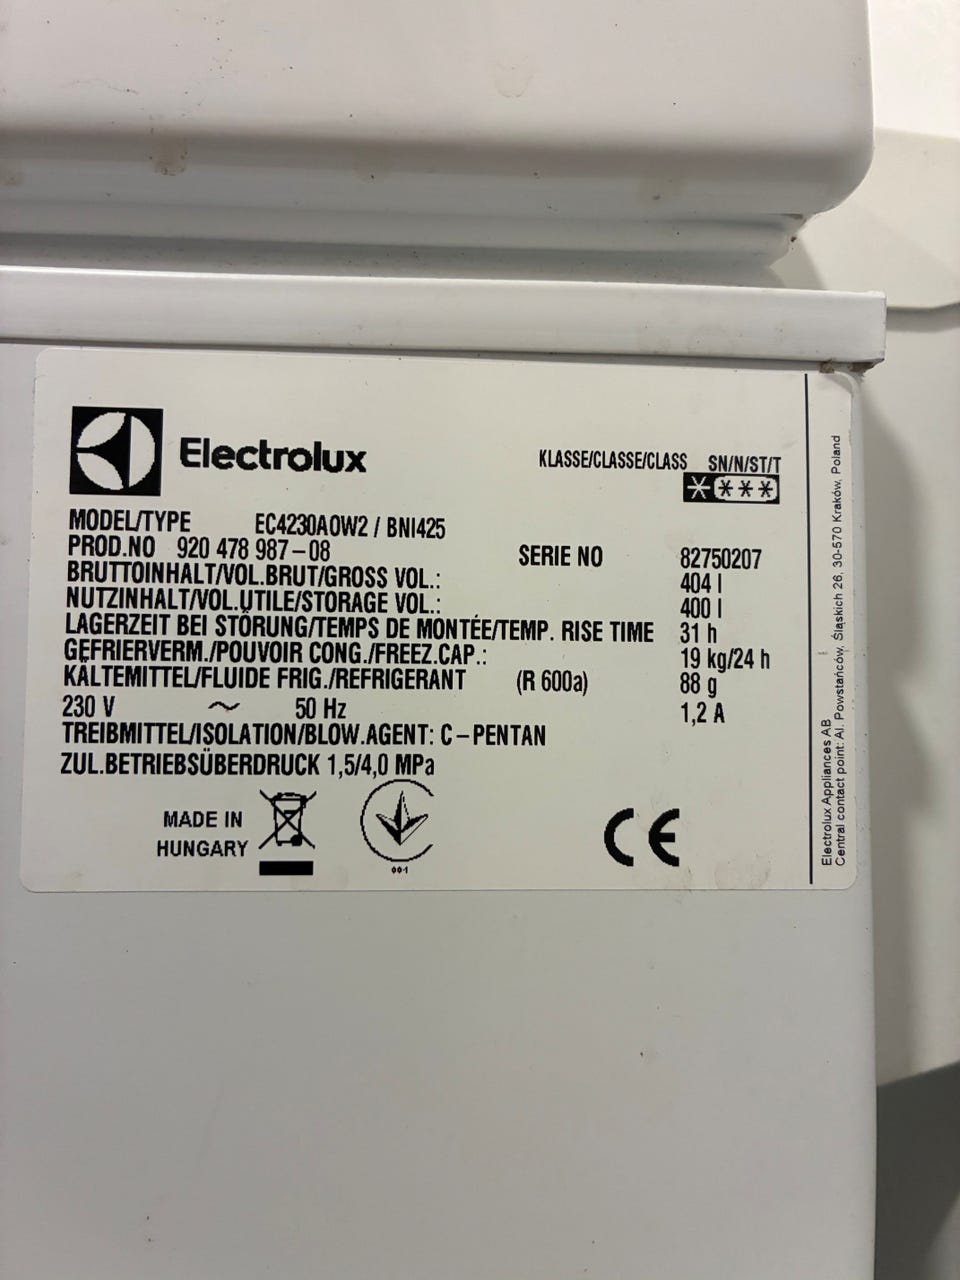 Electrolux
KLASSE/CLASSE/CLASS SN/N/ST/T
MODEL/TYPE EC4230AOW2 / BNI425
PROD.NO 920 478 987-08 SERIE NO 82750207
BRUTTOINHALT/VOL.BRUT/GROSS VOL.: 404 l
NUTZINHALT/VOL.UTILE/STORAGE VOL.: 400 l
LAGERZEIT BEI STÖRUNG/TEMPS DE MONTÉE/TEMP. RISE TIME 31 h
GEFRIERVERM./POUVOIR CONG./FREEZ.CAP.: 19 kg/24 h
KÄLTEMITTEL/FLUIDE FRIG./REFRIGERANT (R 600a) 88 g
230 V ~ 50 Hz 1,2 A
TREIBMITTEL/ISOLATION/BLOW.AGENT: C-PENTAN
ZUL.BETRIEBSÜBERDRUCK 1,5/4,0 MPa
MADE IN
HUNGARY
001
CE
Electrolux Appliances AB
Central contact point: Al. Powstańców, Śląskich 26, 30-570 Kraków, Poland